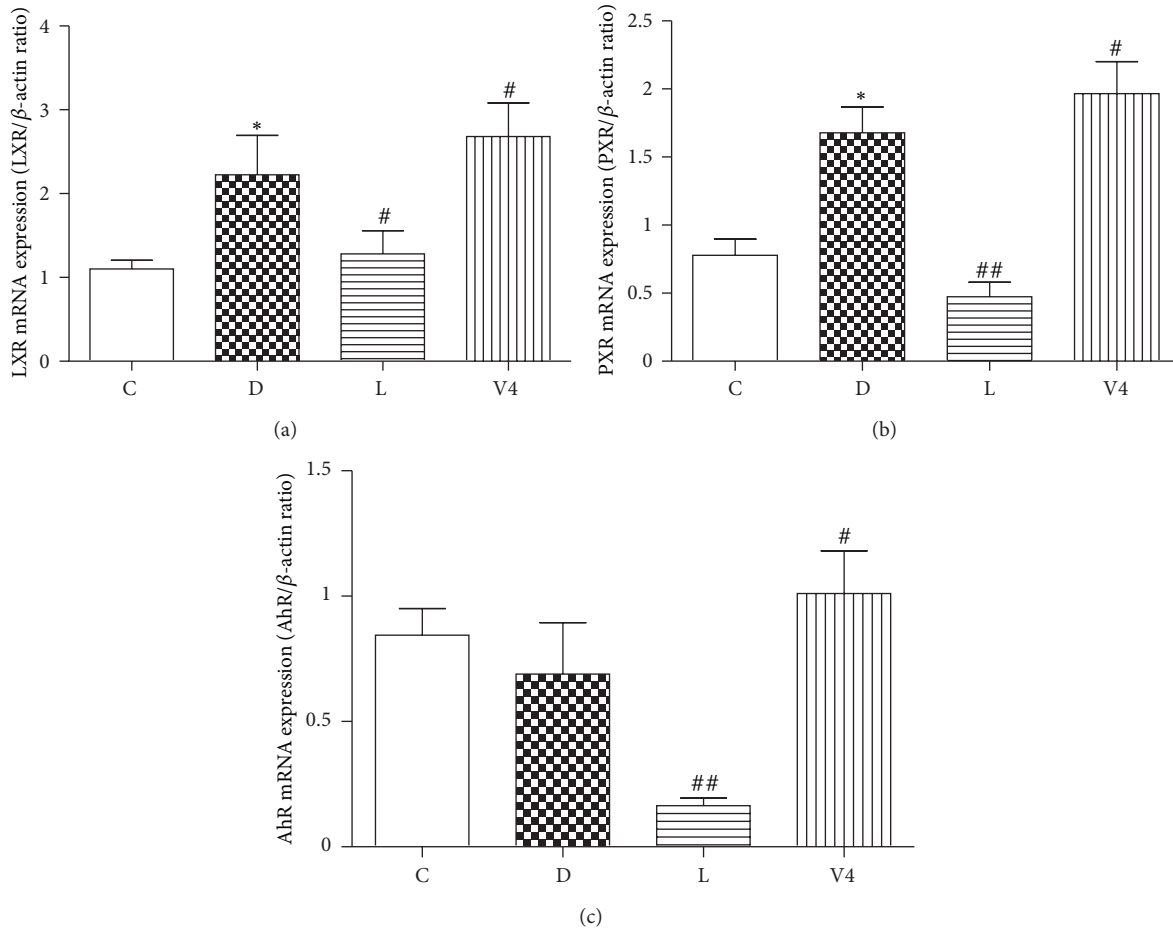 LXR mRNA expression (LXR/β-actin ratio)
4
3
2
1
0
*
#
#
C D L V4
(a)
PXR mRNA expression (PXR/β-actin ratio)
2.5
2
1.5
1
0.5
0
*
##
#
C D L V4
(b)
AhR mRNA expression (AhR/β-actin ratio)
1.5
1
0.5
0
##
#
C D L V4
(c)